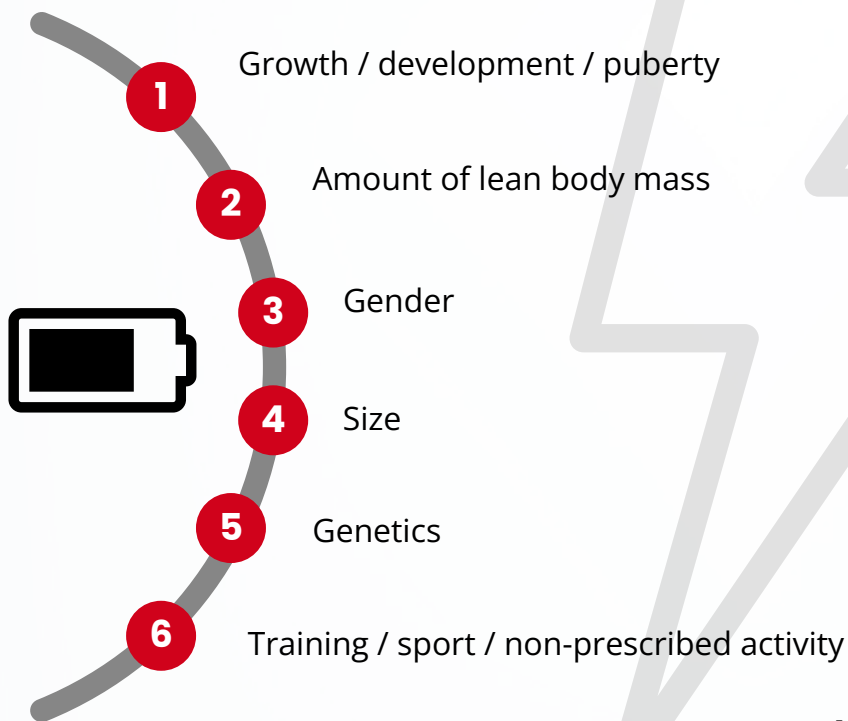 1
Growth / development / puberty
2
Amount of lean body mass
3
Gender
4
Size
5
Genetics
6
Training / sport / non-prescribed activity